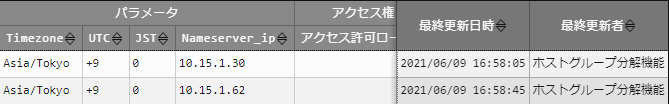 パラメータ アクセス権 最終更新日時 最終更新者
Timezone UTC JST Nameserver_ip アクセス許可ロー
Asia/Tokyo +9 0 10.15.1.30 2021/06/09 16:58:05 ホストグループ分解機能
Asia/Tokyo +9 0 10.15.1.62 2021/06/09 16:58:45 ホストグループ分解機能